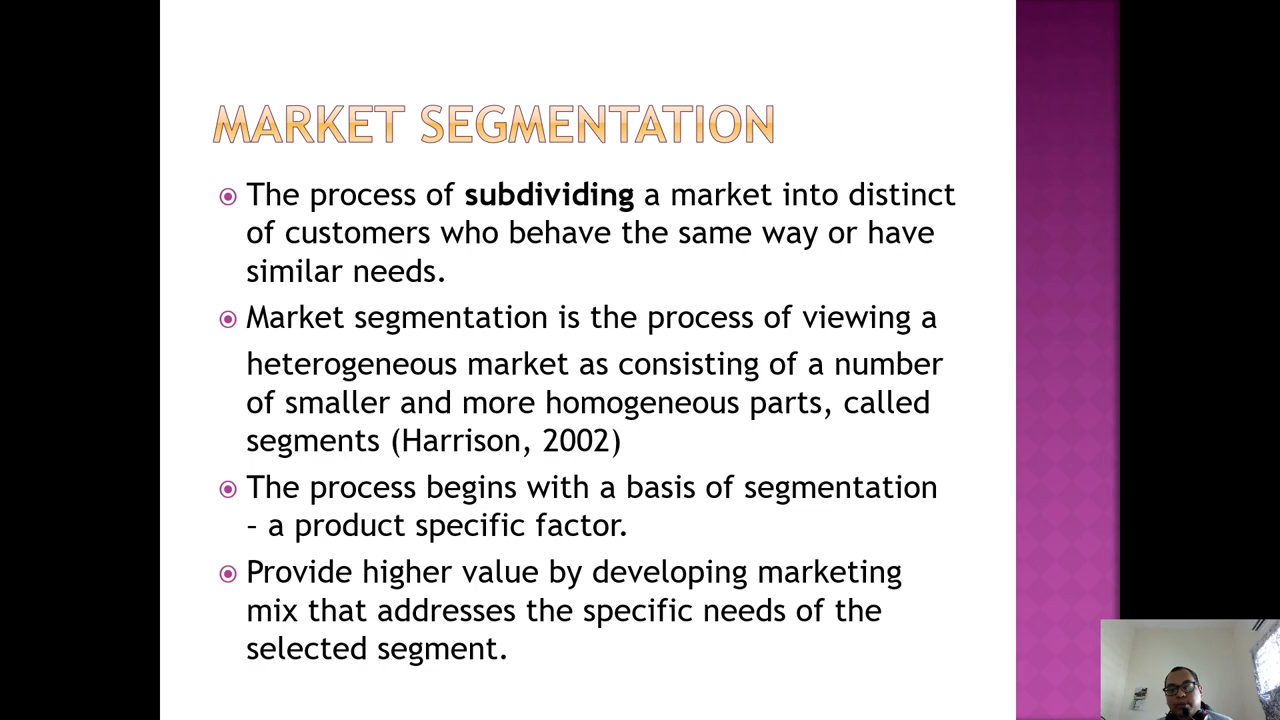 MARKET SEGMENTATION
The process of subdividing a market into distinct
of customers who behave the same way or have
similar needs.
Market segmentation is the process of viewing a
heterogeneous market as consisting of a number
of smaller and more homogeneous parts, called
segments (Harrison, 2002)
The process begins with a basis of segmentation
– a product specific factor.
Provide higher value by developing marketing
mix that addresses the specific needs of the
selected segment.